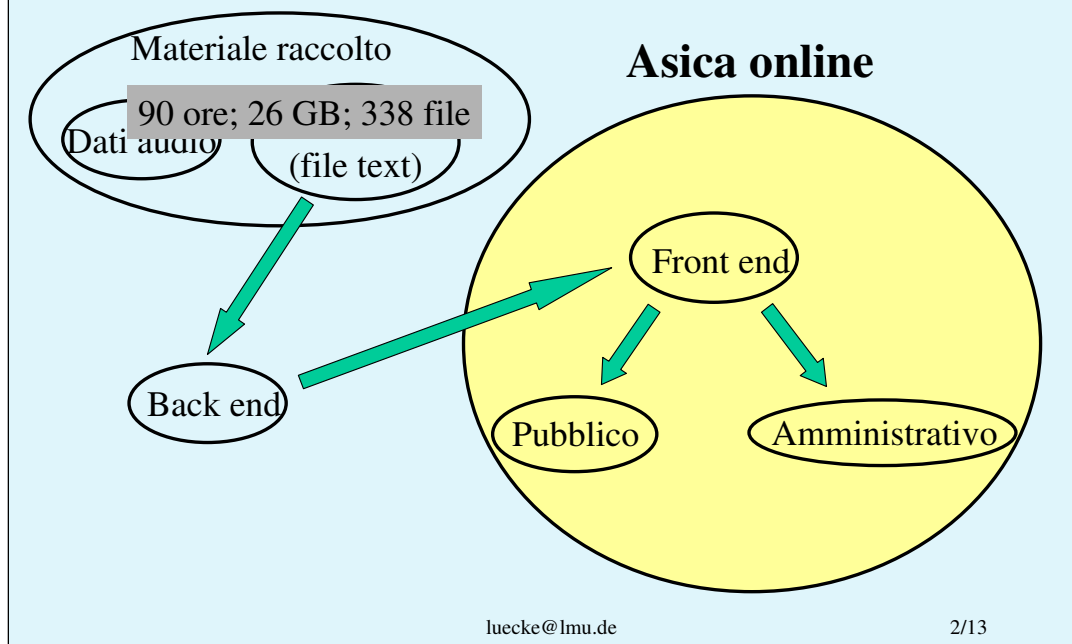 Materiale raccolto
Asica online
90 ore; 26 GB; 338 file
Dati audio
(file text)
Front end
Back end
Pubblico
Amministrativo
luecke@lmu.de
2/13